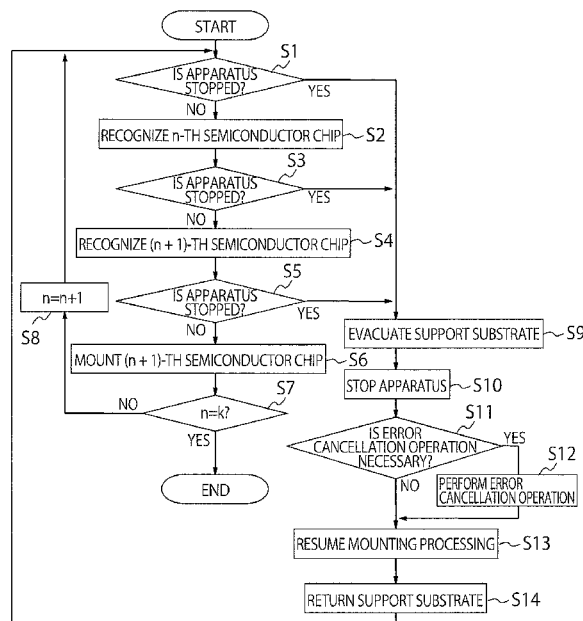 START
S1
IS APPARATUS
STOPPED?
YES
NO
RECOGNIZE n-TH SEMICONDUCTOR CHIP
S2
S3
IS APPARATUS
STOPPED?
YES
NO
RECOGNIZE (n + 1)-TH SEMICONDUCTOR CHIP
S4
S5
IS APPARATUS
STOPPED?
YES
NO
n=n+1
S8
MOUNT (n + 1)-TH SEMICONDUCTOR CHIP
S6
S7
n=k?
NO
YES
END
EVACUATE SUPPORT SUBSTRATE
S9
STOP APPARATUS
S10
S11
IS ERROR
CANCELLATION OPERATION
NECESSARY?
YES
NO
S12
PERFORM ERROR
CANCELLATION OPERATION
RESUME MOUNTING PROCESSING
S13
RETURN SUPPORT SUBSTRATE
S14